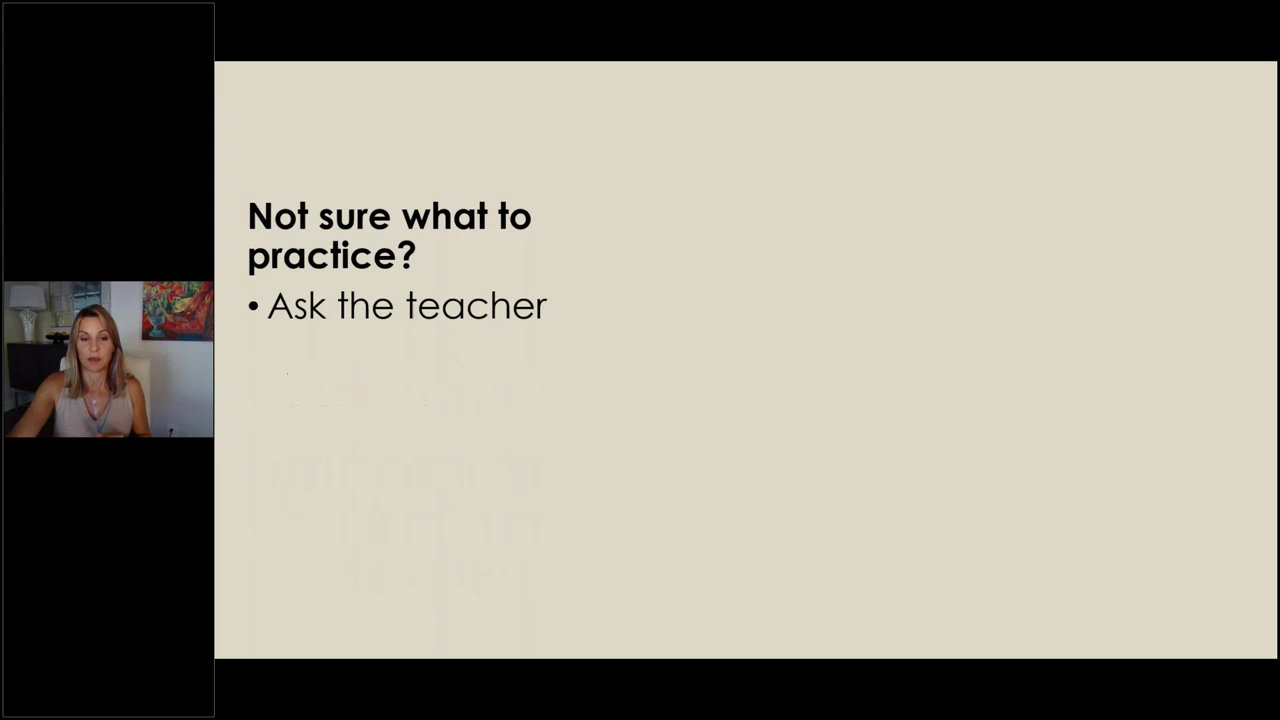 Not sure what to
practice?
• Ask the teacher